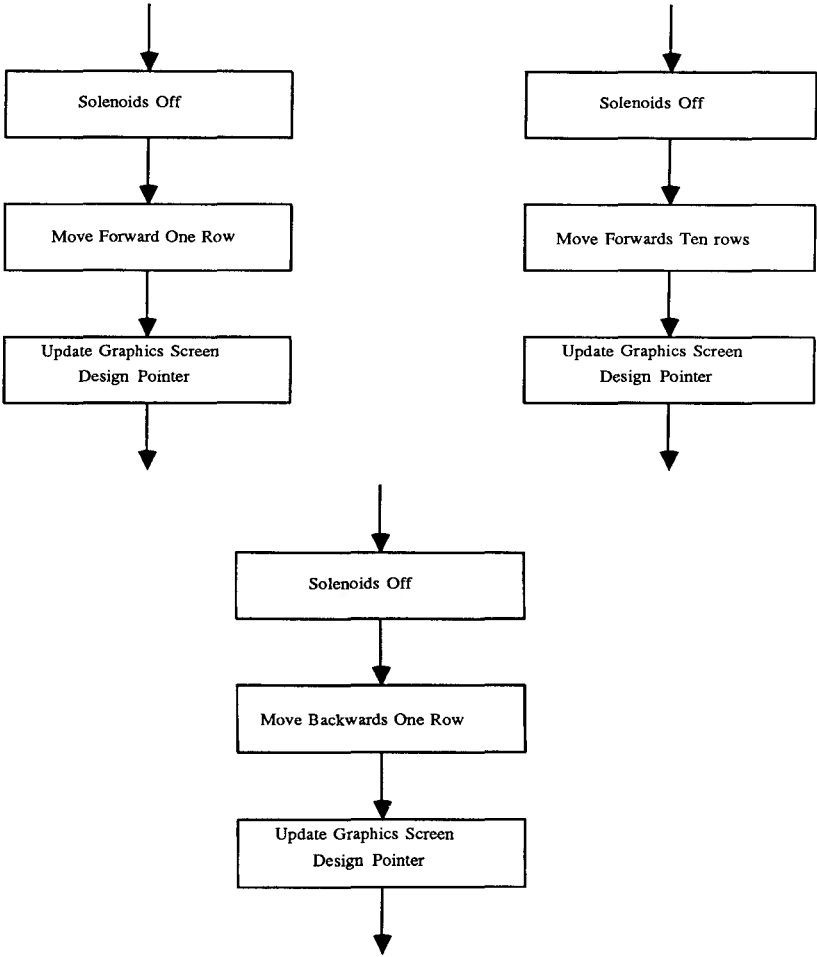 Solenoids Off
Move Forward One Row
Update Graphics Screen
Design Pointer
Solenoids Off
Move Forwards Ten rows
Update Graphics Screen
Design Pointer
Solenoids Off
Move Backwards One Row
Update Graphics Screen
Design Pointer